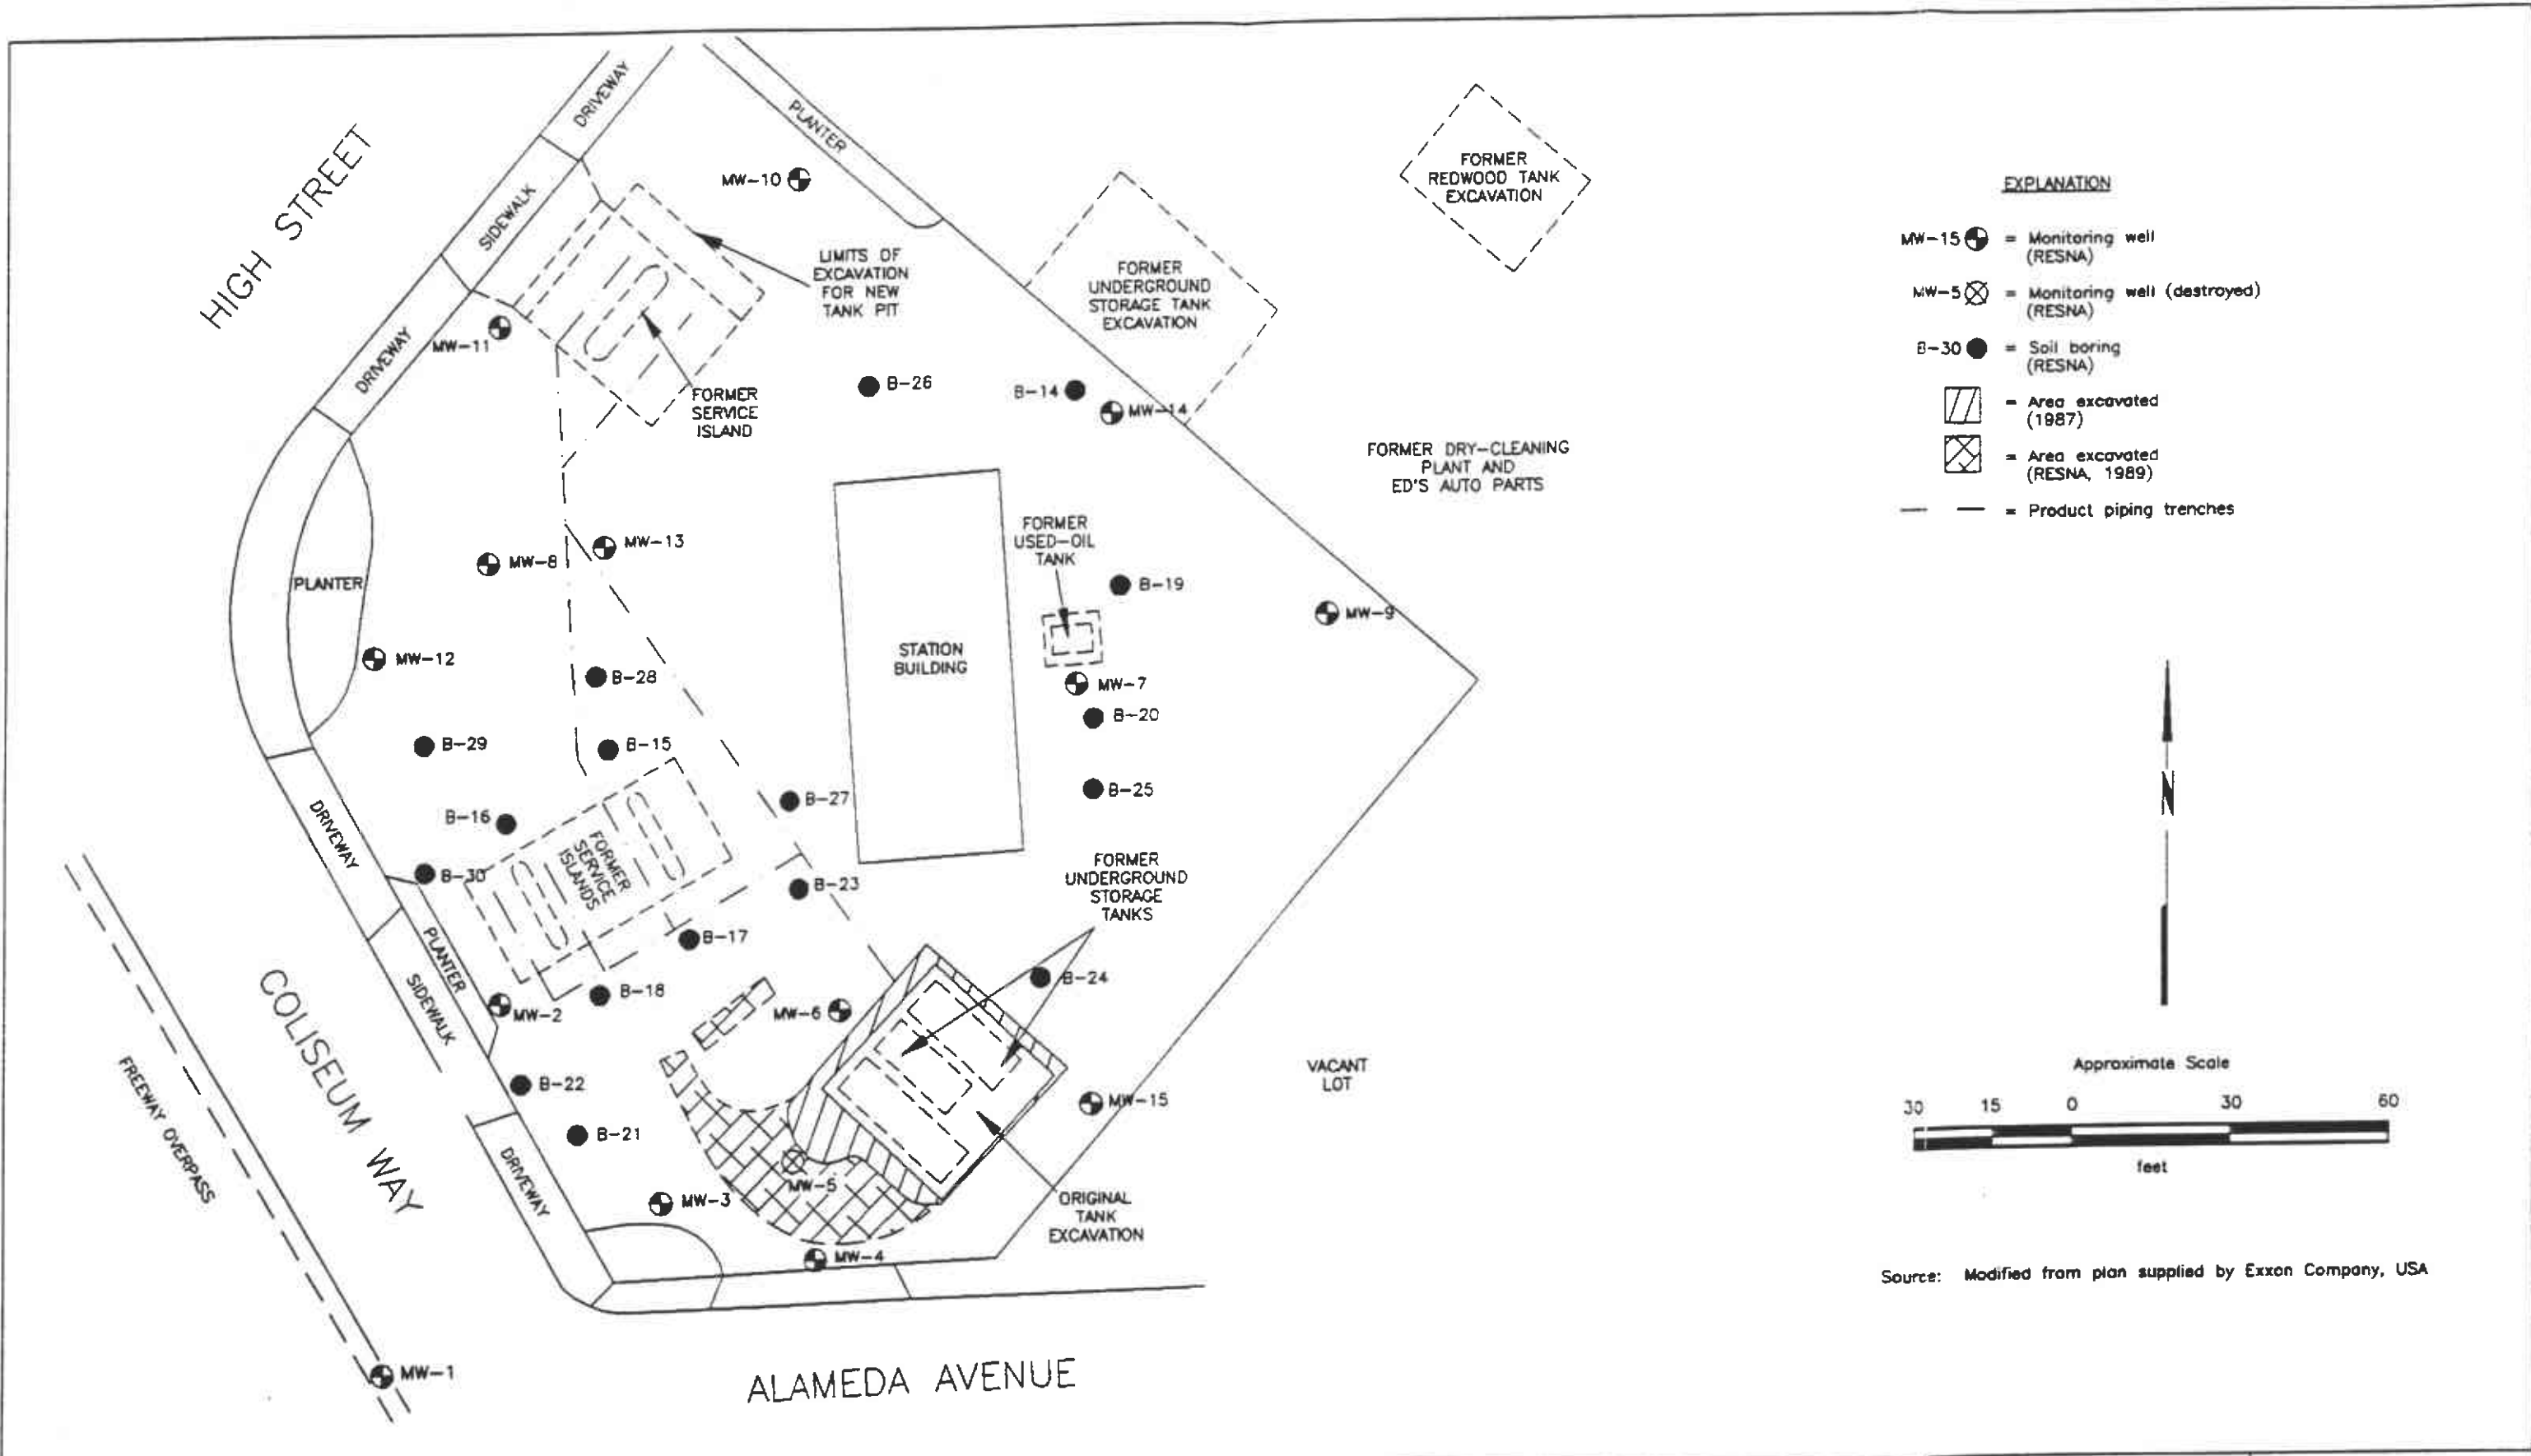 DRIVEWAY
PLANTER
HIGH STREET
SIDEWALK
MW-10
FORMER
REDWOOD TANK
EXCAVATION
LIMITS OF
EXCAVATION
FOR NEW
TANK PIT
FORMER
UNDERGROUND
STORAGE TANK
EXCAVATION
MW-11
DRIVEWAY
FORMER
SERVICE
ISLAND
B-26
B-14
MW-14
FORMER DRY-CLEANING
PLANT AND
ED'S AUTO PARTS
FORMER
USED-OIL
TANK
MW-13
MW-8
PLANTER
B-19
MW-9
MW-12
STATION
BUILDING
B-28
MW-7
B-20
B-29
B-15
B-25
B-27
B-16
DRIVEWAY
FORMER
SERVICE
ISLANDS
B-30
B-23
FORMER
UNDERGROUND
STORAGE
TANKS
B-17
PLANTER
SIDEWALK
B-18
B-24
MW-2
MW-6
COLISEUM WAY
FREEWAY OVERPASS
B-22
MW-15
VACANT
LOT
B-21
DRIVEWAY
MW-5
MW-3
ORIGINAL
TANK
EXCAVATION
MW-4
MW-1
ALAMEDA AVENUE
EXPLANATION
MW-15 = Monitoring well
(RESNA)
MW-5 = Monitoring well (destroyed)
(RESNA)
B-30 = Soil boring
(RESNA)
= Area excavated
(1987)
= Area excavated
(RESNA, 1989)
= Product piping trenches
N
Approximate Scale
30 15 0 30 60
feet
Source: Modified from plan supplied by Exxon Company, USA